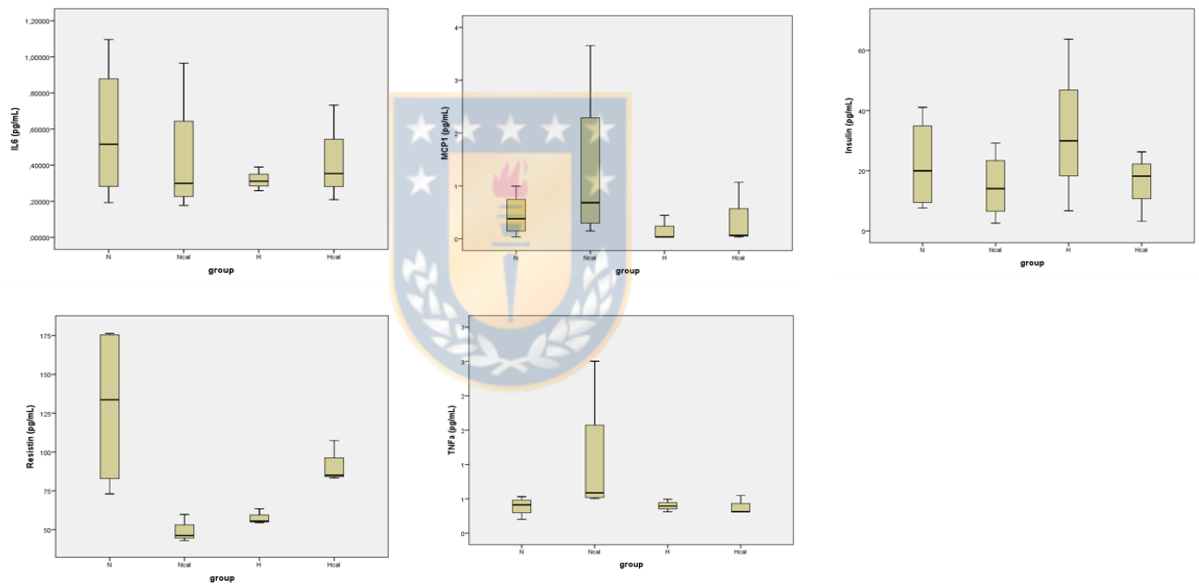 1,20000
1,00000
,80000
,60000
,40000
,20000
,00000
IL6 (pg/mL)
N Ncal H Hcal
group
4
3
2
1
0
MCP1 (pg/mL)
N Ncal H Hcal
group
60
40
20
0
Insulin (pg/mL)
N Ncal H Hcal
group
175
150
125
100
75
50
Resistin (pg/mL)
N Ncal H Hcal
group
3
3
2
2
1
1
0
TNFa (pg/mL)
N Ncal H Hcal
group